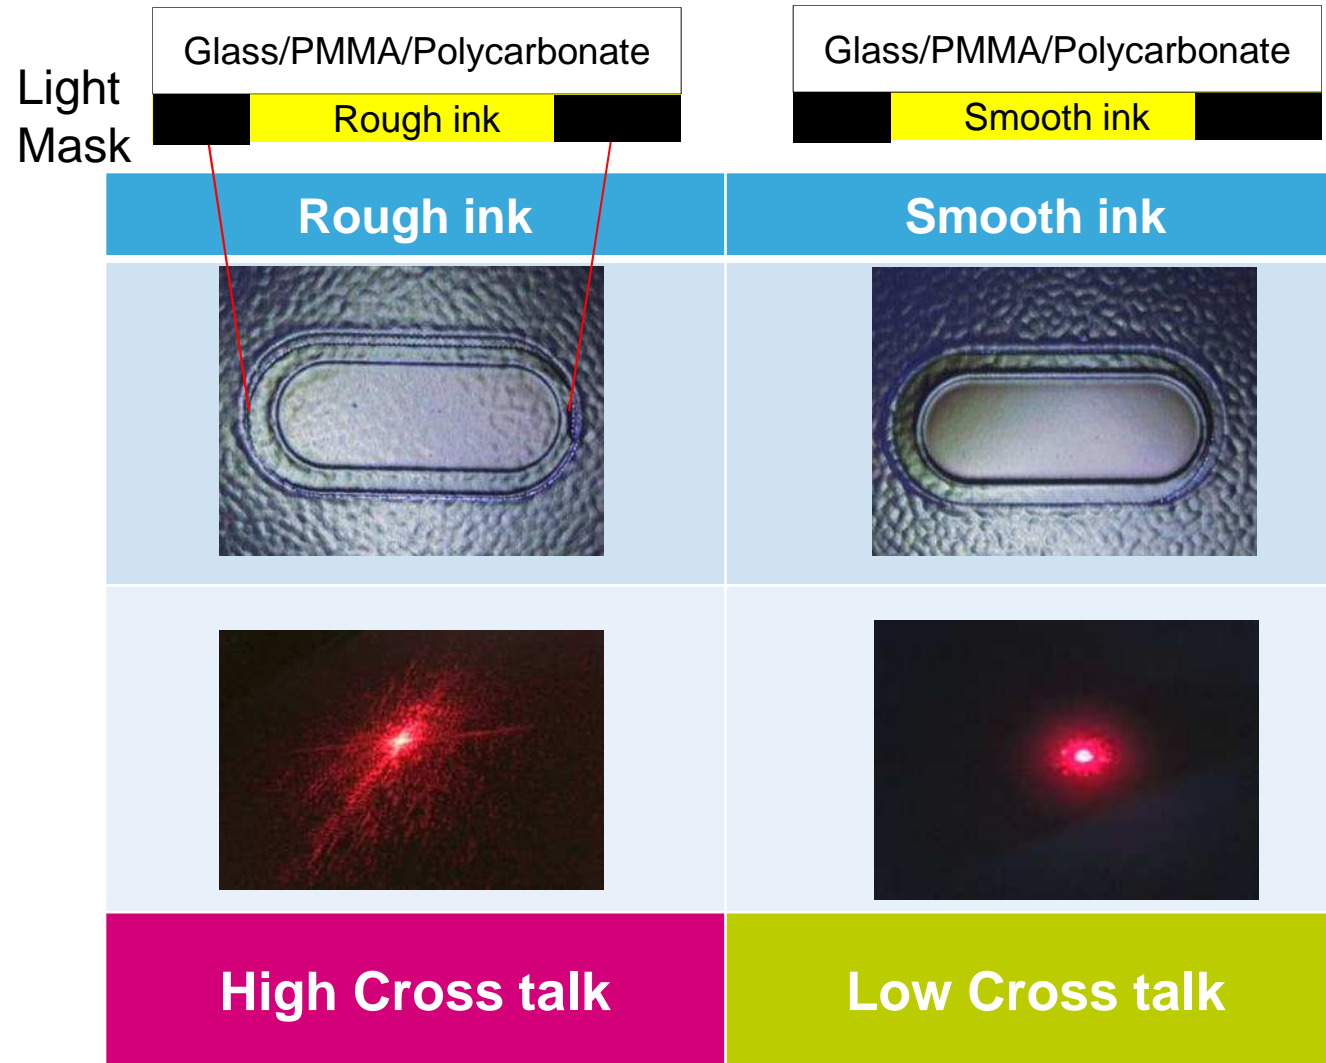 Glass/PMMA/Polycarbonate
Glass/PMMA/Polycarbonate
Light
Mask
Rough ink
Smooth ink
Rough ink
Smooth ink
High Cross talk
Low Cross talk